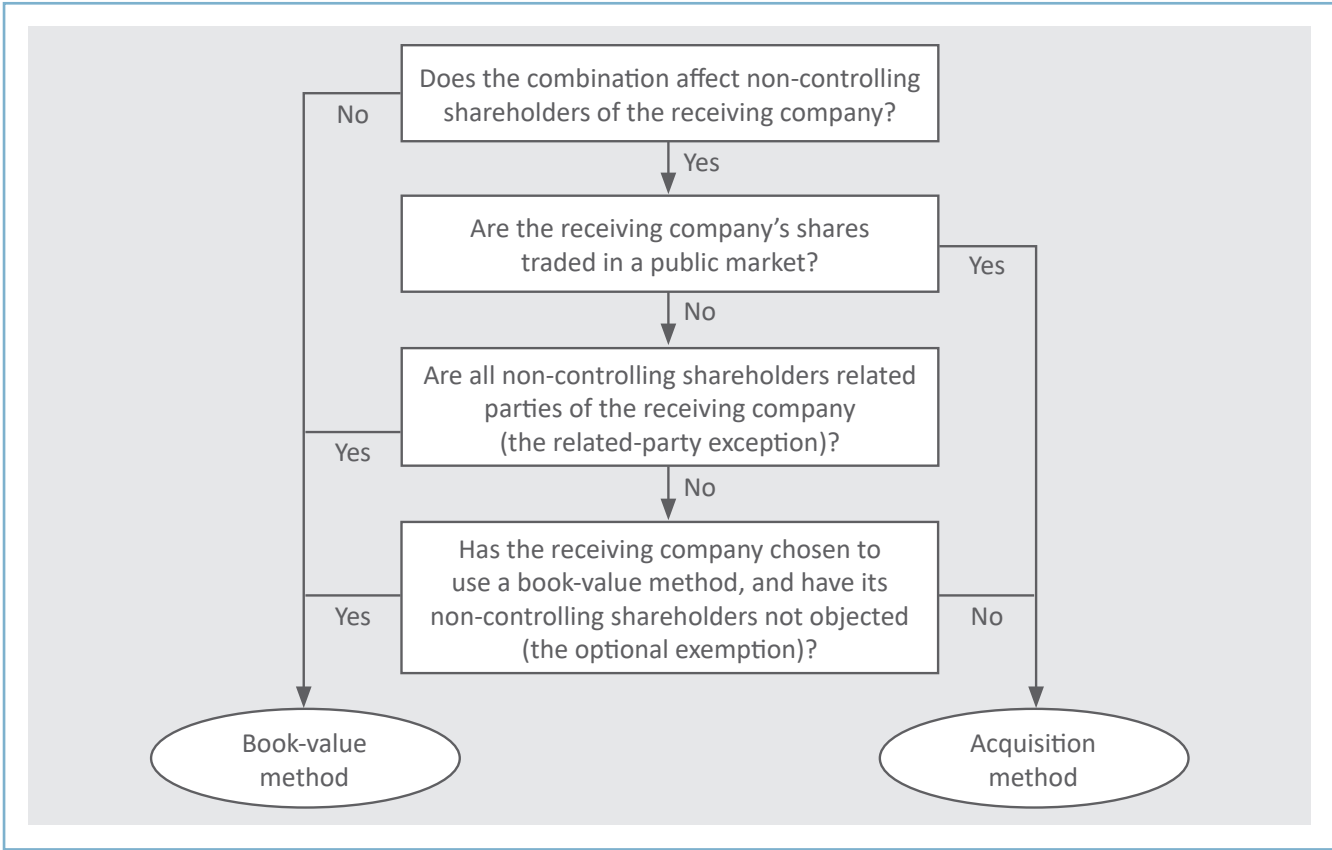 Does the combination affect non-controlling
shareholders of the receiving company?
No
Yes
Are the receiving company’s shares
traded in a public market?
Yes
No
Are all non-controlling shareholders related
parties of the receiving company
(the related-party exception)?
Yes
No
Has the receiving company chosen to
use a book-value method, and have its
non-controlling shareholders not objected
(the optional exemption)?
Yes
No
Book-value
method
Acquisition
method